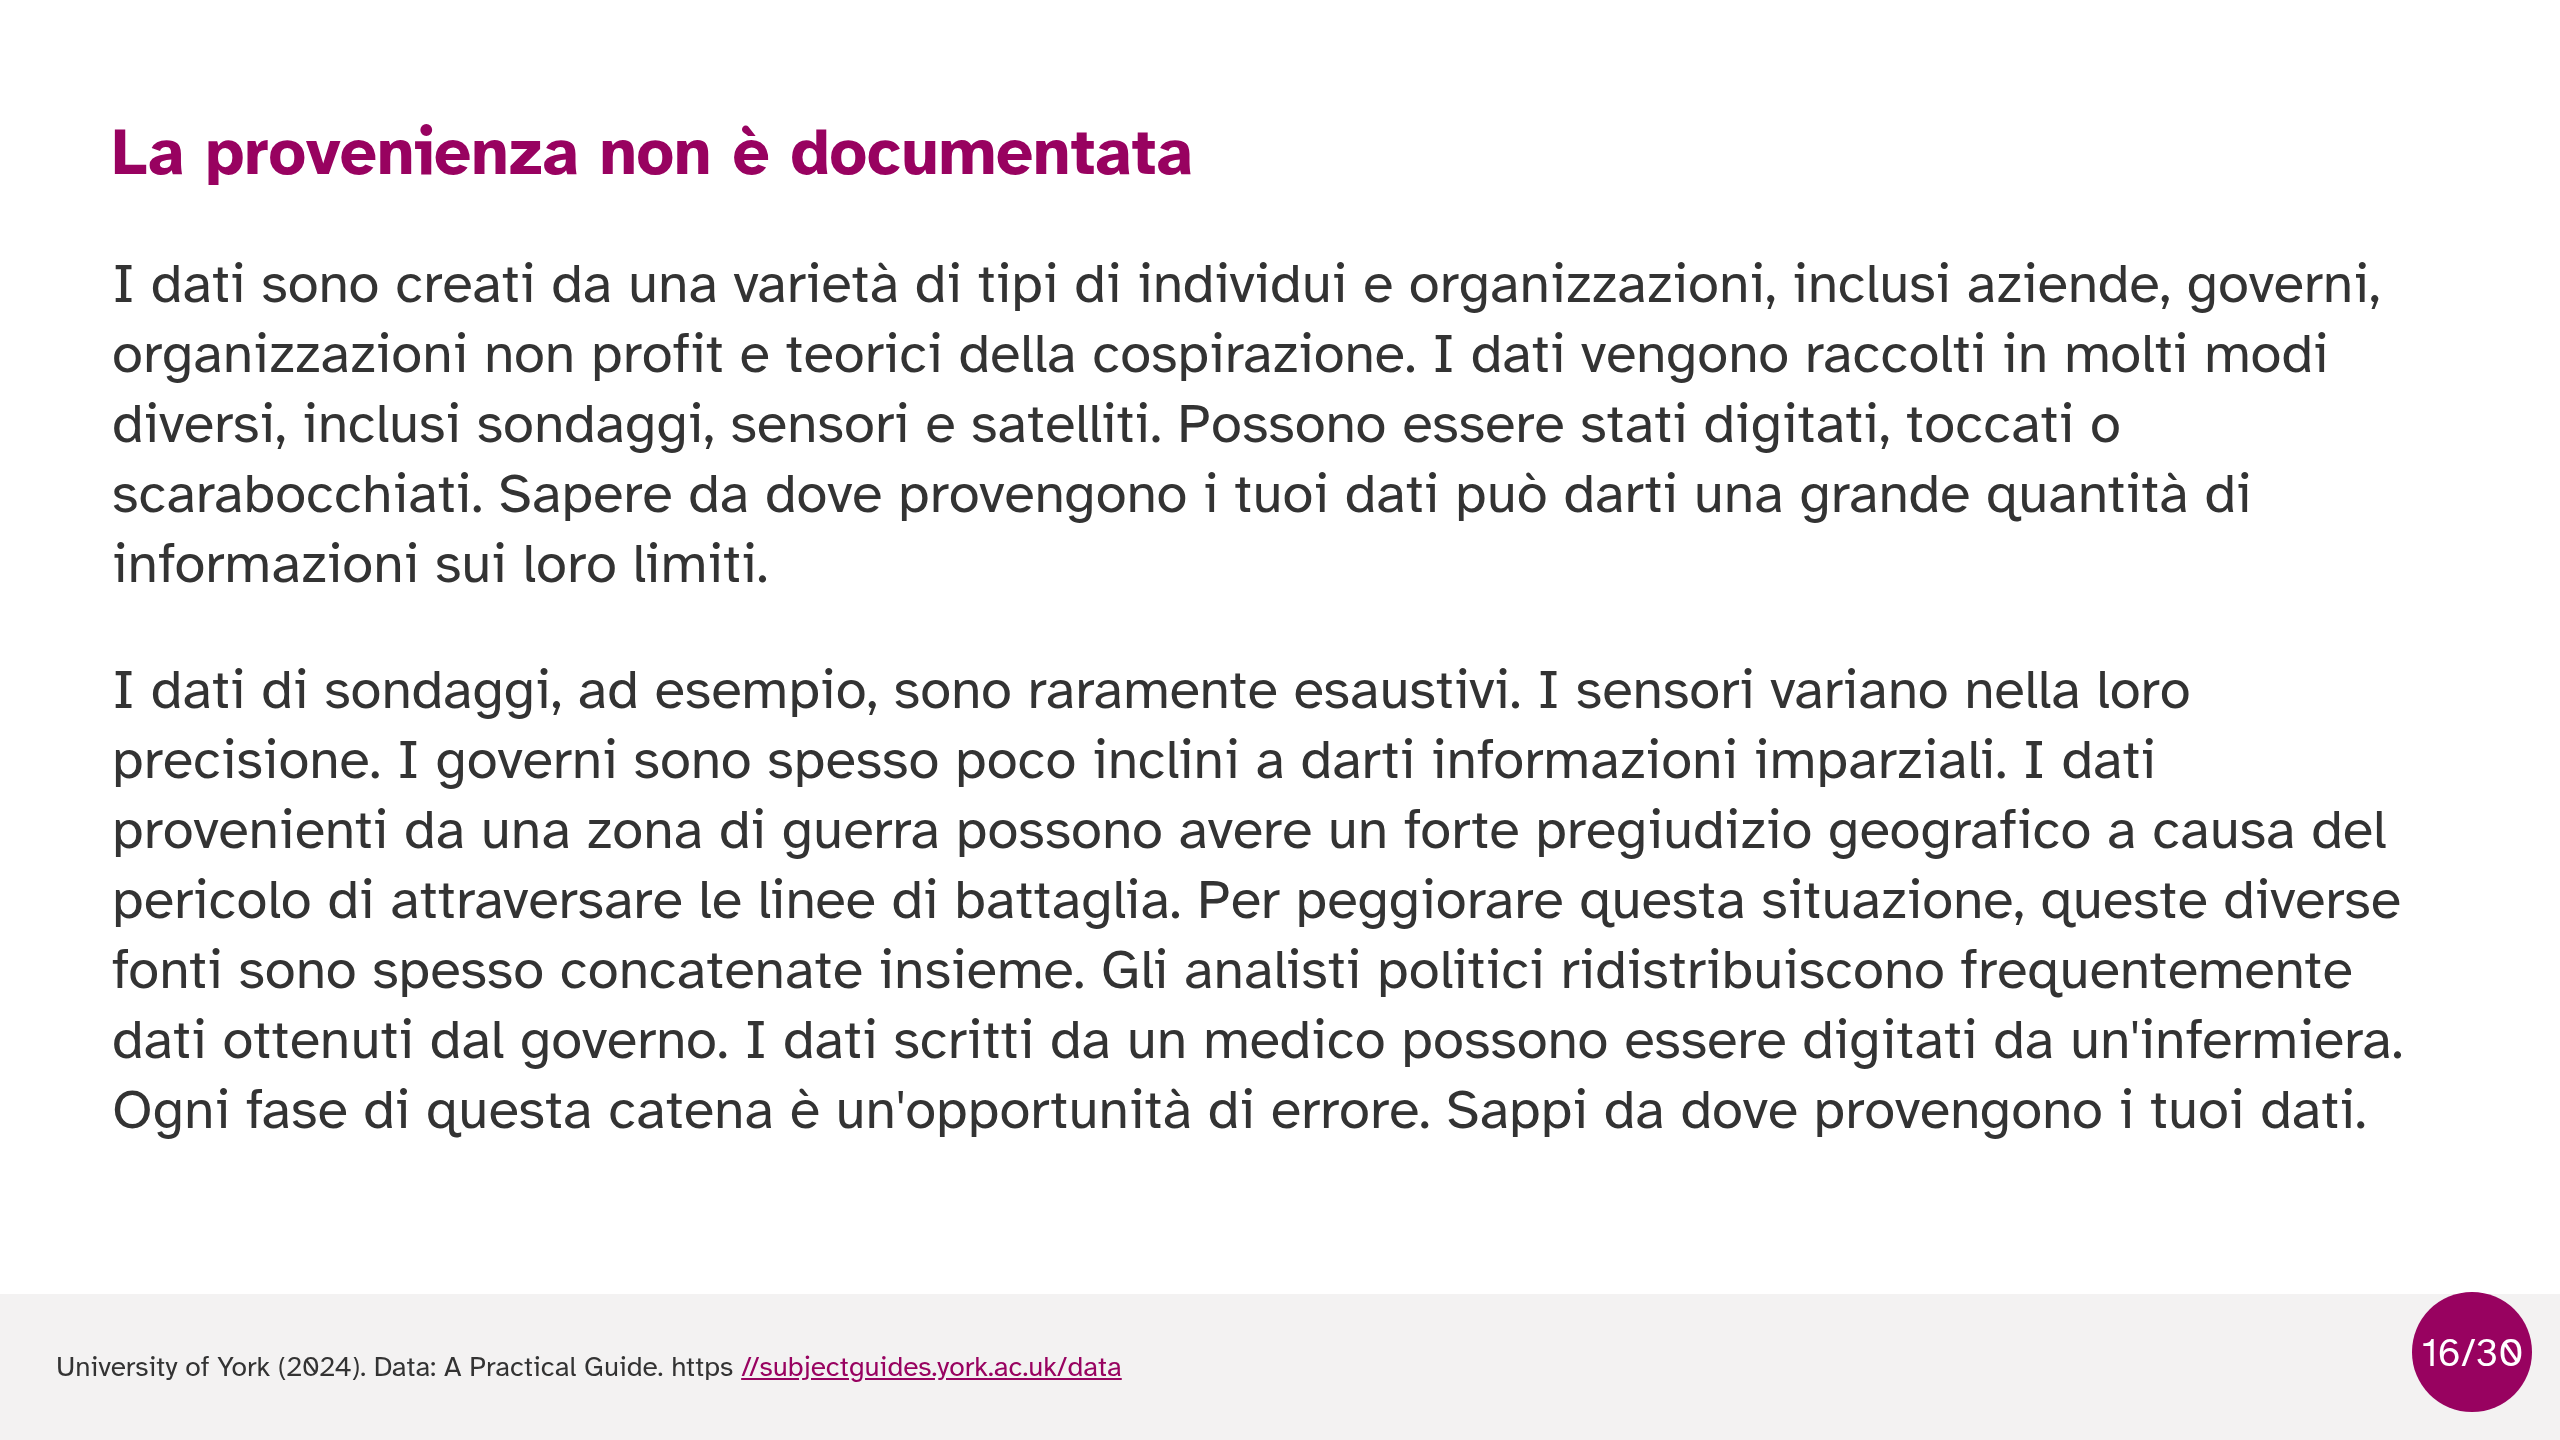 La provenienza non è documentata
I dati sono creati da una varietà di tipi di individui e organizzazioni, inclusi aziende, governi,
organizzazioni non profit e teorici della cospirazione. I dati vengono raccolti in molti modi
diversi, inclusi sondaggi, sensori e satelliti. Possono essere stati digitati, toccati o
scarabocchiati. Sapere da dove provengono i tuoi dati può darti una grande quantità di
informazioni sui loro limiti.
I dati di sondaggi, ad esempio, sono raramente esaustivi. I sensori variano nella loro
precisione. I governi sono spesso poco inclini a darti informazioni imparziali. I dati
provenienti da una zona di guerra possono avere un forte pregiudizio geografico a causa del
pericolo di attraversare le linee di battaglia. Per peggiorare questa situazione, queste diverse
fonti sono spesso concatenate insieme. Gli analisti politici ridistribuiscono frequentemente
dati ottenuti dal governo. I dati scritti da un medico possono essere digitati da un'infermiera.
Ogni fase di questa catena è un'opportunità di errore. Sappi da dove provengono i tuoi dati.
University of York (2024). Data: A Practical Guide. https //subjectguides.york.ac.uk/data
16/30